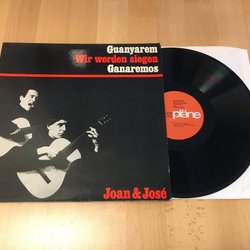 Guanyarem
Wir werden siegen
Ganaremos
Joan & José
pläne